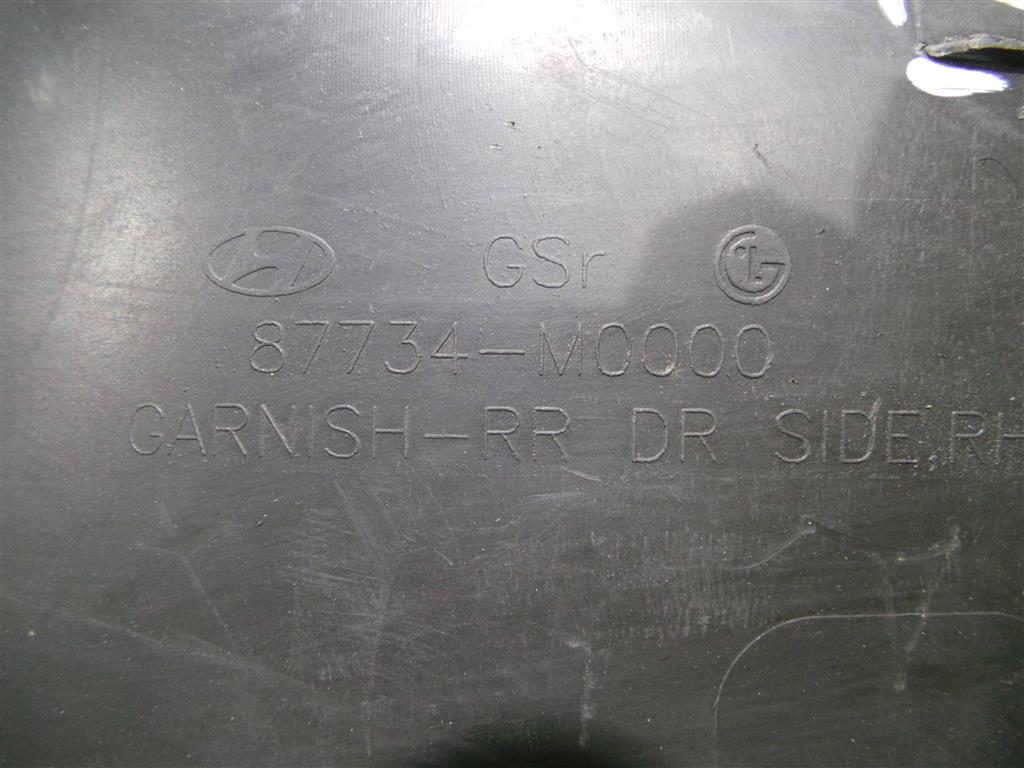 GSr
87734-M0000
GARNISH-RR DR SIDE,RH